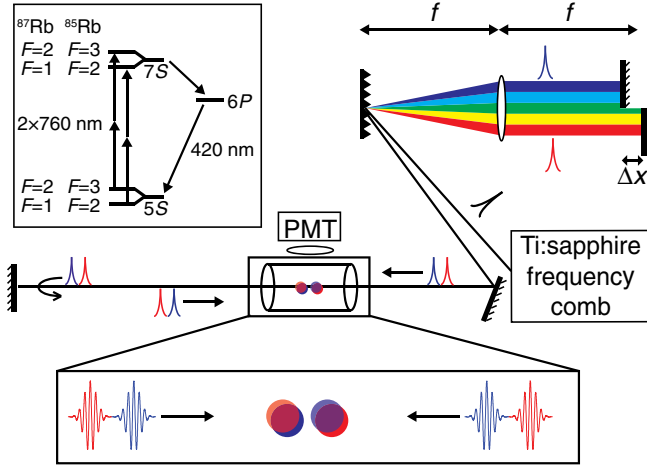 ⁸⁷Rb ⁸⁵Rb
F=2 F=3
F=1 F=2
7S
6P
2×760 nm
420 nm
F=2 F=3
F=1 F=2
5S
f f
Δx
PMT
Ti:sapphire
frequency
comb